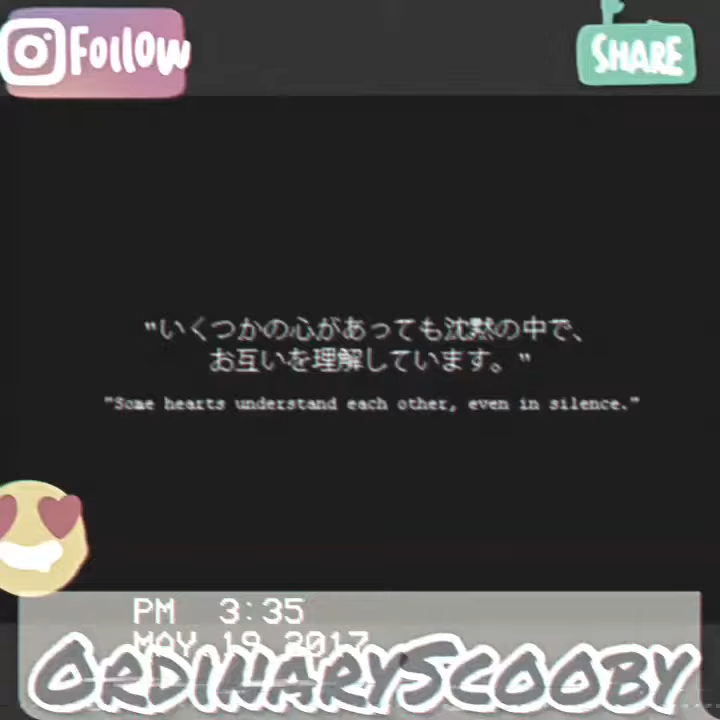 Follow
SHARE
"いくつかの心があっても沈黙の中で、
お互いを理解しています。"
"Some hearts understand each other, even in silence."
PM 3:35
MAY 19 2017
ORDINARYSCOOBY